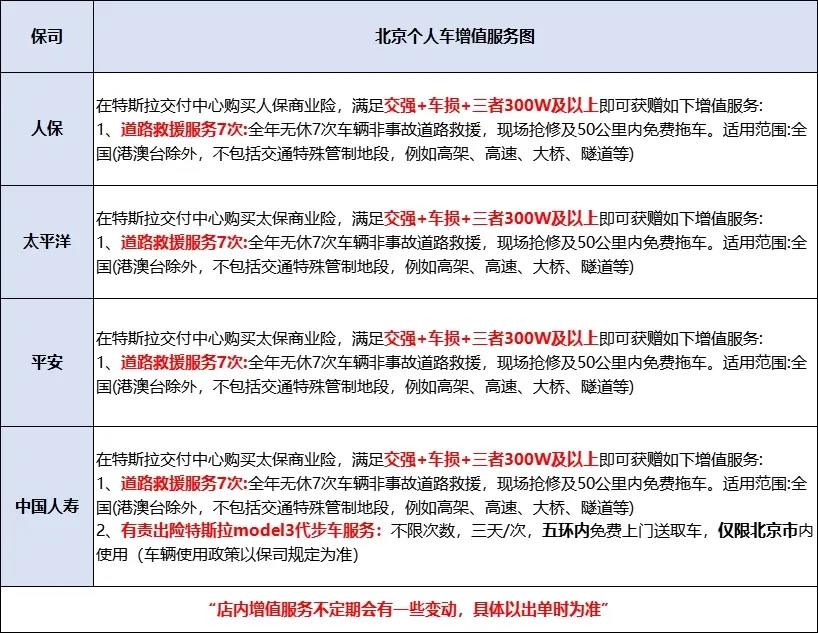 保司
北京个人车增值服务图
人保
在特斯拉交付中心购买人保商业险，满足交强+车损+三者300W及以上即可获赠如下增值服务:
1、道路救援服务7次:全年无休7次车辆非事故道路救援，现场抢修及50公里内免费拖车。适用范围:全
国(港澳台除外，不包括交通特殊管制地段，例如高架、高速、大桥、隧道等)
太平洋
在特斯拉交付中心购买太保商业险，满足交强+车损+三者300W及以上即可获赠如下增值服务:
1、道路救援服务7次:全年无休7次车辆非事故道路救援，现场抢修及50公里内免费拖车。适用范围:全
国(港澳台除外，不包括交通特殊管制地段，例如高架、高速、大桥、隧道等)
平安
在特斯拉交付中心购买太保商业险，满足交强+车损+三者300W及以上即可获赠如下增值服务:
1、道路救援服务7次:全年无休7次车辆非事故道路救援，现场抢修及50公里内免费拖车。适用范围:全
国(港澳台除外，不包括交通特殊管制地段，例如高架、高速、大桥、隧道等)
中国人寿
在特斯拉交付中心购买太保商业险，满足交强+车损+三者300W及以上即可获赠如下增值服务:
1、道路救援服务7次:全年无休7次车辆非事故道路救援，现场抢修及50公里内免费拖车。适用范围:全
国(港澳台除外，不包括交通特殊管制地段，例如高架、高速、大桥、隧道等)
2、有责出险特斯拉model3代步车服务：不限次数，三天/次，五环内免费上门送取车，仅限北京市内
使用（车辆使用政策以保司规定为准）
“店内增值服务不定期会有一些变动，具体以出单时为准”